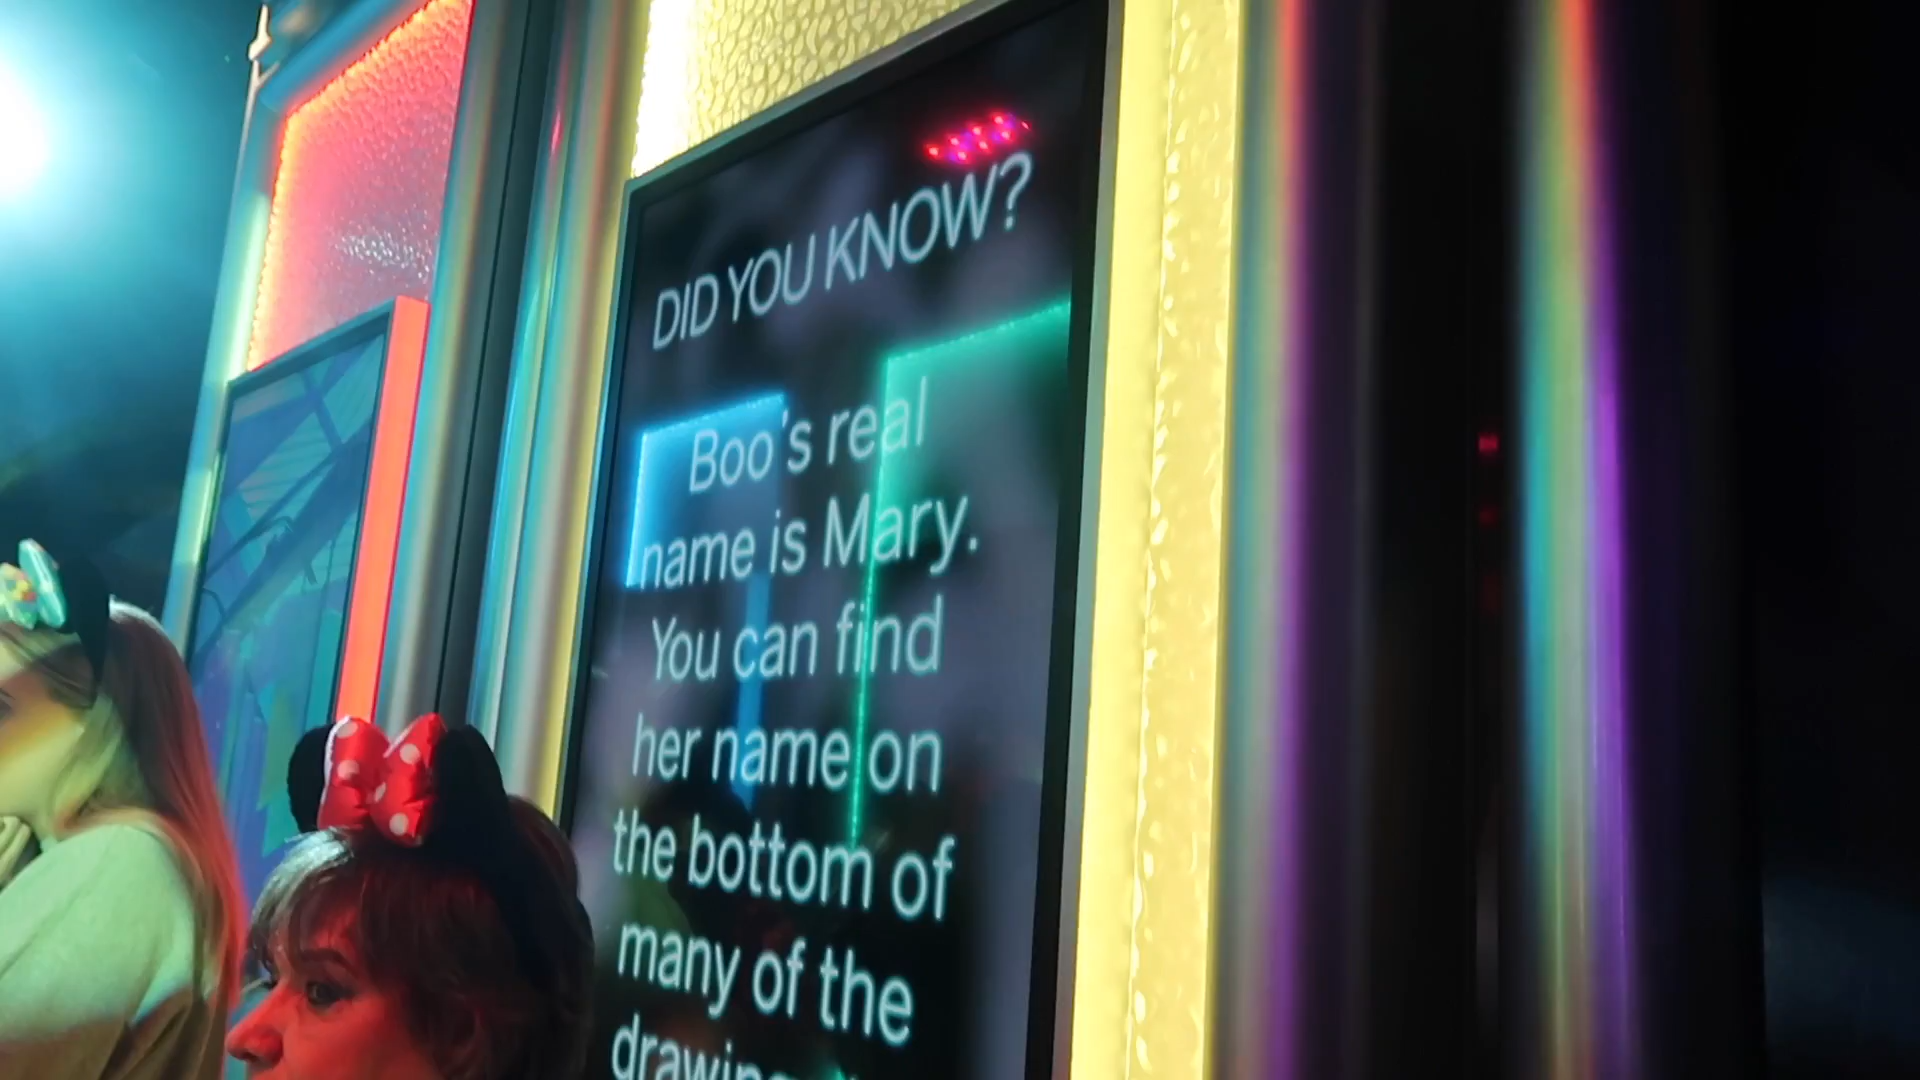 DID YOU KNOW?
Boo's real
name is Mary.
You can find
her name on
the bottom of
many of the